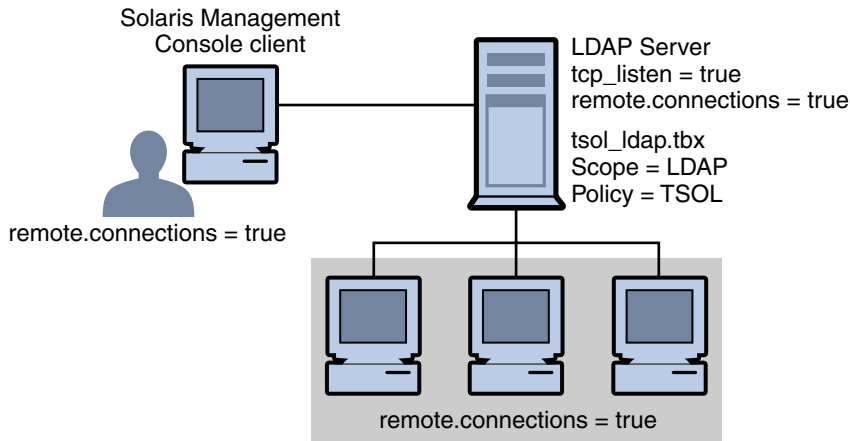 Solaris Management
Console client
LDAP Server
tcp_listen = true
remote.connections = true
tsol_ldap.tbx
Scope = LDAP
Policy = TSOL
remote.connections = true
remote.connections = true